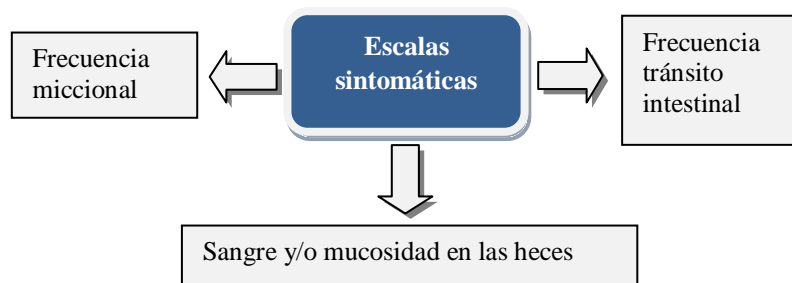 Escalas
sintomáticas
Frecuencia
miccional
Frecuencia
tránsito
intestinal
Sangre y/o mucosidad en las heces